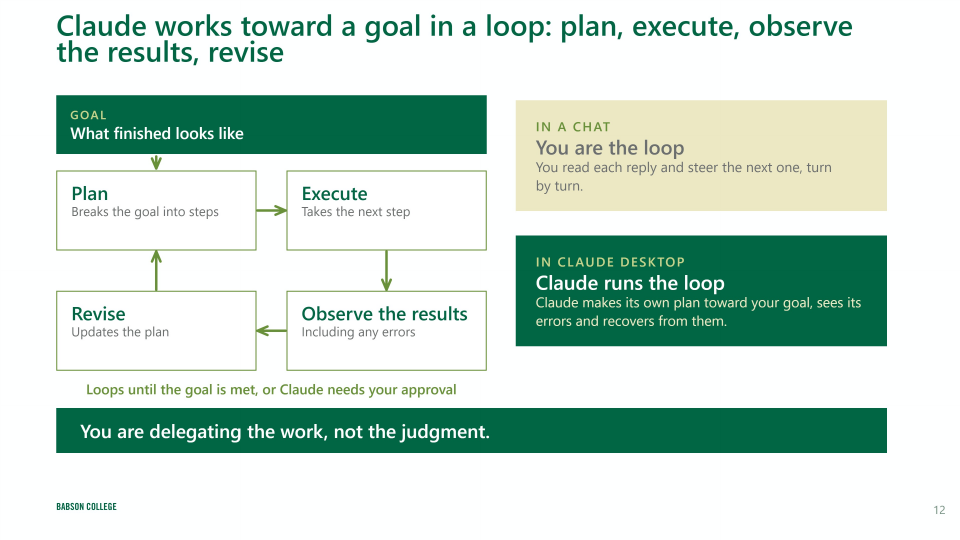 Claude works toward a goal in a loop: plan, execute, observe
the results, revise
GOAL
What finished looks like
Plan
Breaks the goal into steps
Execute
Takes the next step
Revise
Updates the plan
Observe the results
Including any errors
Loops until the goal is met, or Claude needs your approval
IN A CHAT
You are the loop
You read each reply and steer the next one, turn
by turn.
IN CLAUDE DESKTOP
Claude runs the loop
Claude makes its own plan toward your goal, sees its
errors and recovers from them.
You are delegating the work, not the judgment.
BABSON COLLEGE
12